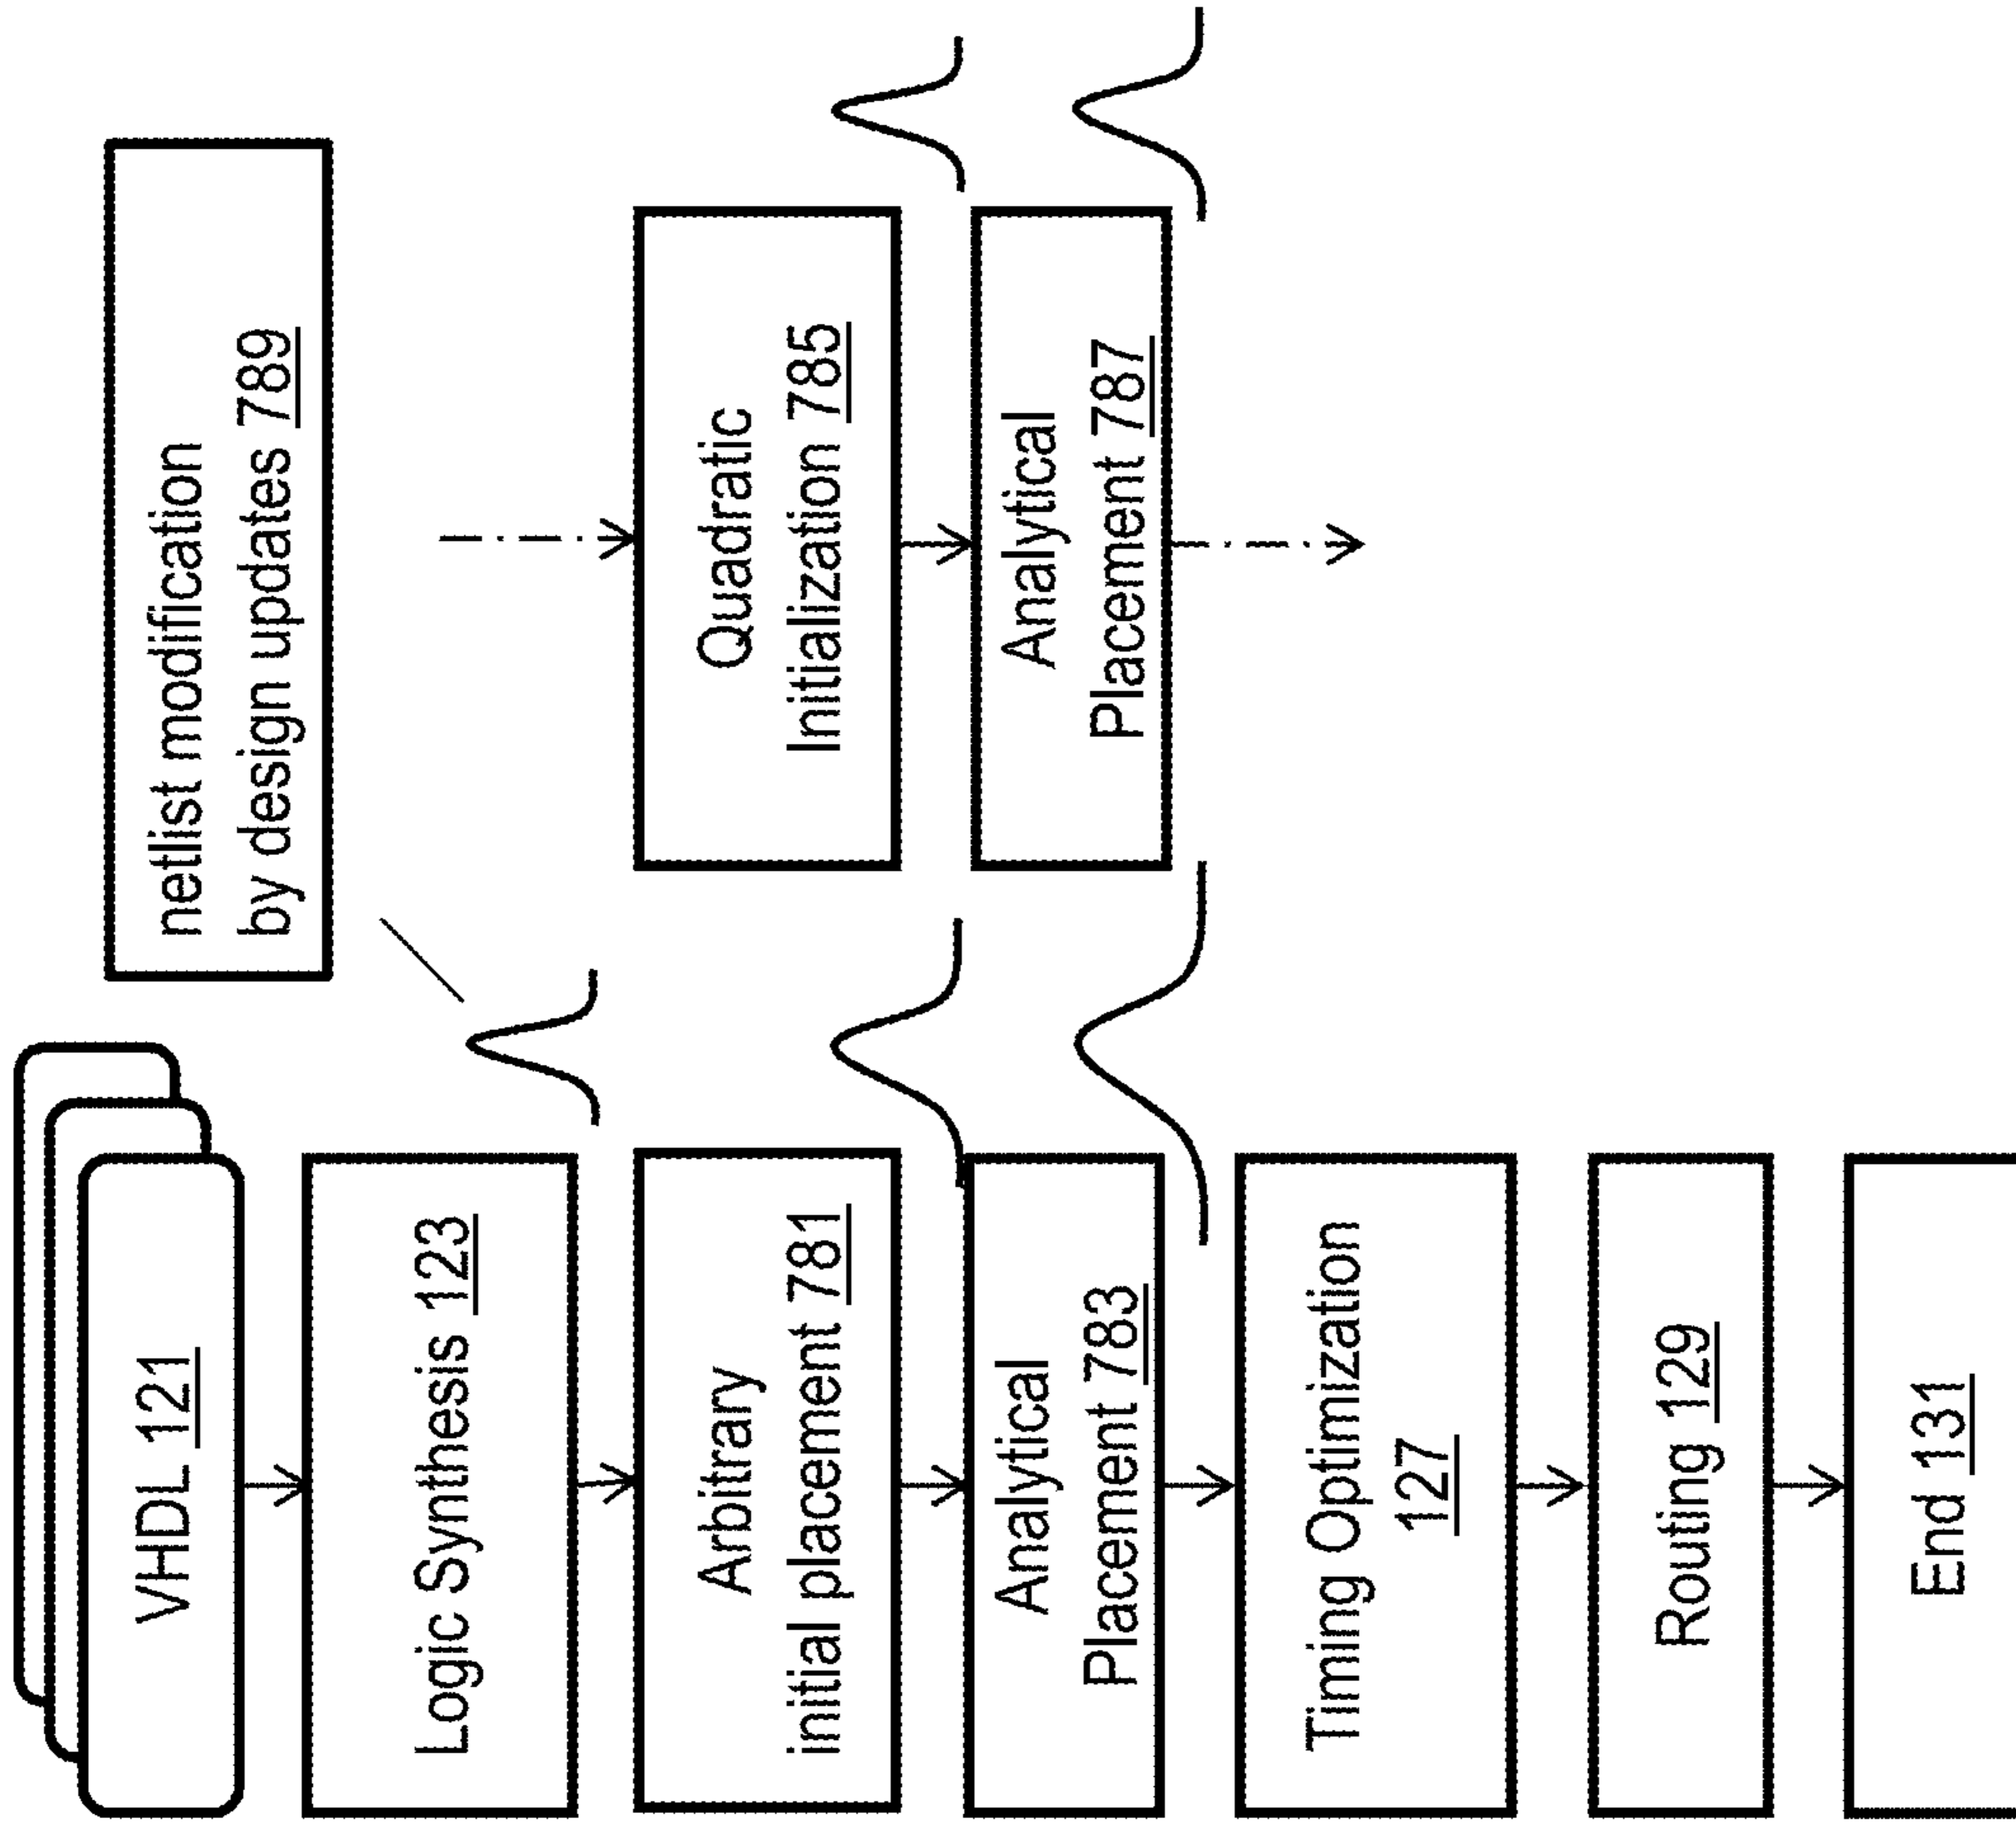 VHDL 121
Logic Synthesis 123
Arbitrary
initial placement 781
Analytical
Placement 783
Timing Optimization
127
Routing 129
End 131
netlist modification
by design updates 789
Quadratic
Initialization 785
Analytical
Placement 787